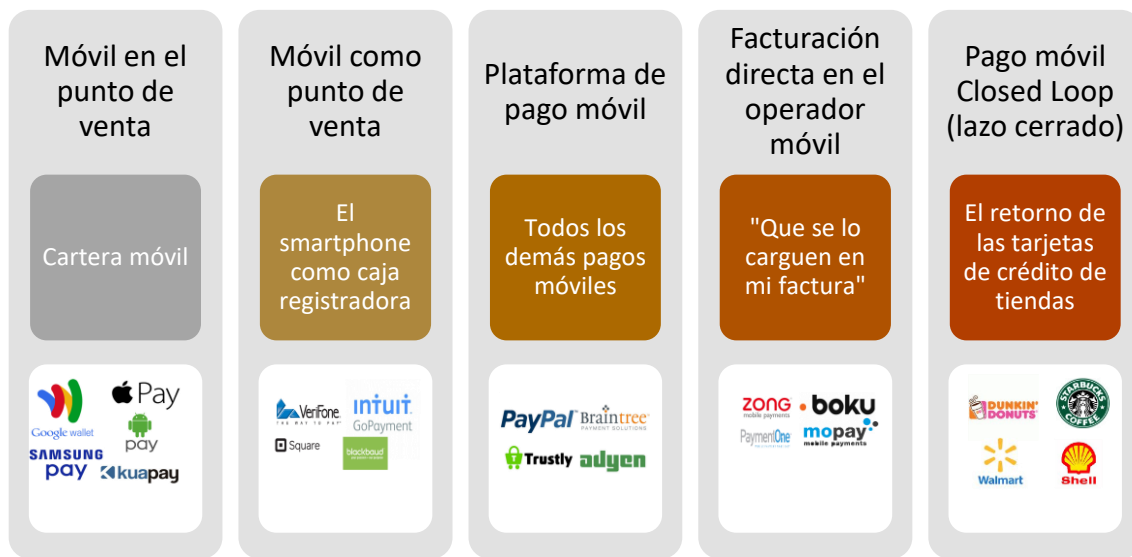 Móvil en el
punto de
venta
Cartera móvil
Google wallet
Pay
pay
SAMSUNG
pay
kuapay
Móvil como
punto de
venta
El
smartphone
como caja
registradora
VeriFone
THE WAY TO PAY
INTUIT
GoPayment
Square
blackbaud
Plataforma de
pago móvil
Todos los
demás pagos
móviles
PayPal
Braintree
PAYMENT SOLUTIONS
Trustly
adyen
Facturación
directa en el
operador
móvil
"Que se lo
carguen en
mi factura"
ZONG
mobile payments
boku
PaymentOne
mopay
mobile payments
Pago móvil
Closed Loop
(lazo cerrado)
El retorno de
las tarjetas
de crédito de
tiendas
DUNKIN'
DONUTS
STARBUCKS
COFFEE
Walmart
Shell